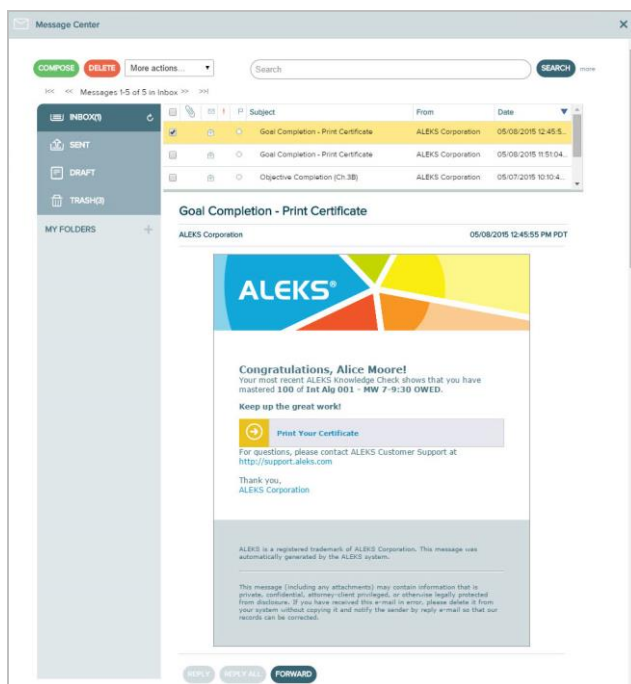 Message Center
COMPOSE DELETE More actions...
Search
SEARCH more
Messages 1-5 of 5 in Inbox
INBOX(1)
SENT
DRAFT
TRASH(3)
MY FOLDERS
Subject From Date
Goal Completion - Print Certificate ALEKS Corporation 05/08/2015 12:45:5...
Goal Completion - Print Certificate ALEKS Corporation 05/08/2015 11:51:04...
Objective Completion (Ch.3B) ALEKS Corporation 05/07/2015 10:10:4...
Goal Completion - Print Certificate
ALEKS Corporation 05/08/2015 12:45:55 PM PDT
ALEKS®
Congratulations, Alice Moore!
Your most recent ALEKS Knowledge Check shows that you have
mastered 100 of Int Alg 001 - MW 7-9:30 OWED.
Keep up the great work!
Print Your Certificate
For questions, please contact ALEKS Customer Support at
http://support.aleks.com
Thank you,
ALEKS Corporation
ALEKS is a registered trademark of ALEKS Corporation. This message was
automatically generated by the ALEKS system.
This message (including any attachments) may contain information that is
private, confidential, attorney-client privileged, or otherwise legally protected
from disclosure. If you have received this e-mail in error, please delete it from
your system without copying it and notify the sender by reply e-mail so that our
records can be corrected.
REPLY REPLY ALL FORWARD